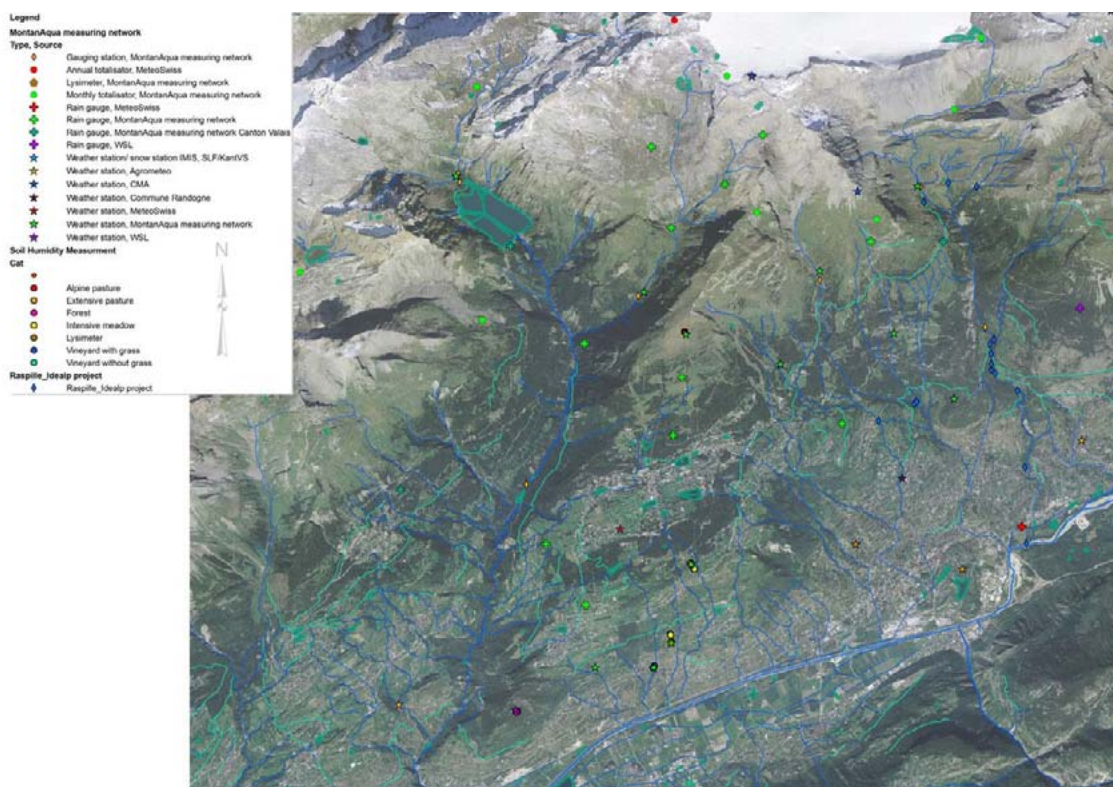 Legend
MontanAqua measuring network
Type, Source
Gauging station, MontanAqua measuring network
Annual totalisator, MeteoSwiss
Lysimeter, MontanAqua measuring network
Monthly totalisator, MontanAqua measuring network
Rain gauge, MeteoSwiss
Rain gauge, MontanAqua measuring network
Rain gauge, MontanAqua measuring network Canton Valais
Rain gauge, WSL
Weather station/ snow station IMIS, SLF/KantVS
Weather station, Agrometeo
Weather station, CMA
Weather station, Commune Randogne
Weather station, MeteoSwiss
Weather station, MontanAqua measuring network
Weather station, WSL
N
Soil Humidity Measurment
Cat
Alpine pasture
Extensive pasture
Forest
Intensive meadow
Lysimeter
Vineyard with grass
Vineyard without grass
Raspille_Idealp project
Raspille_Idealp project